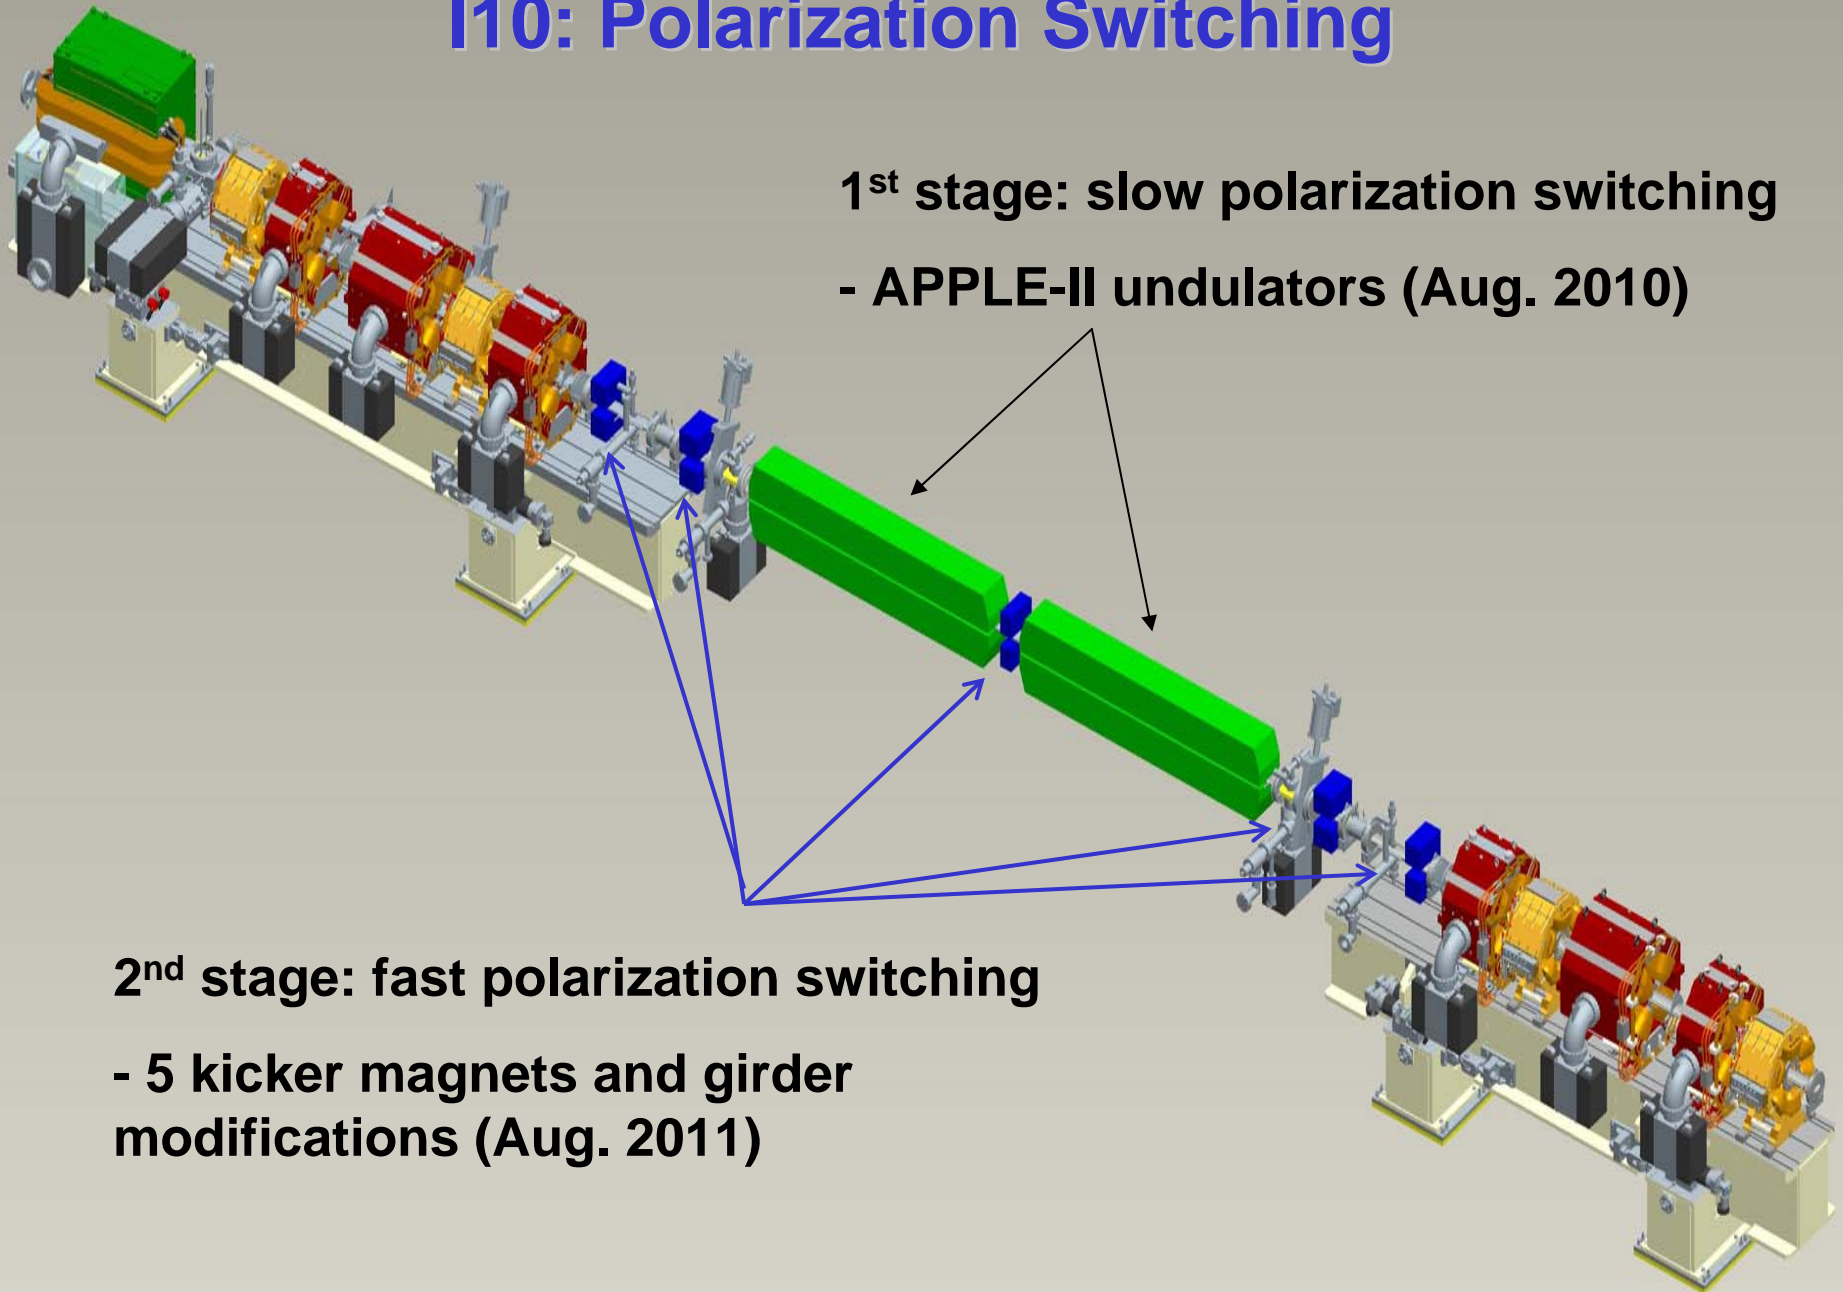 I10: Polarization Switching
1st stage: slow polarization switching
- APPLE-II undulators (Aug. 2010)
2nd stage: fast polarization switching
- 5 kicker magnets and girder
modifications (Aug. 2011)